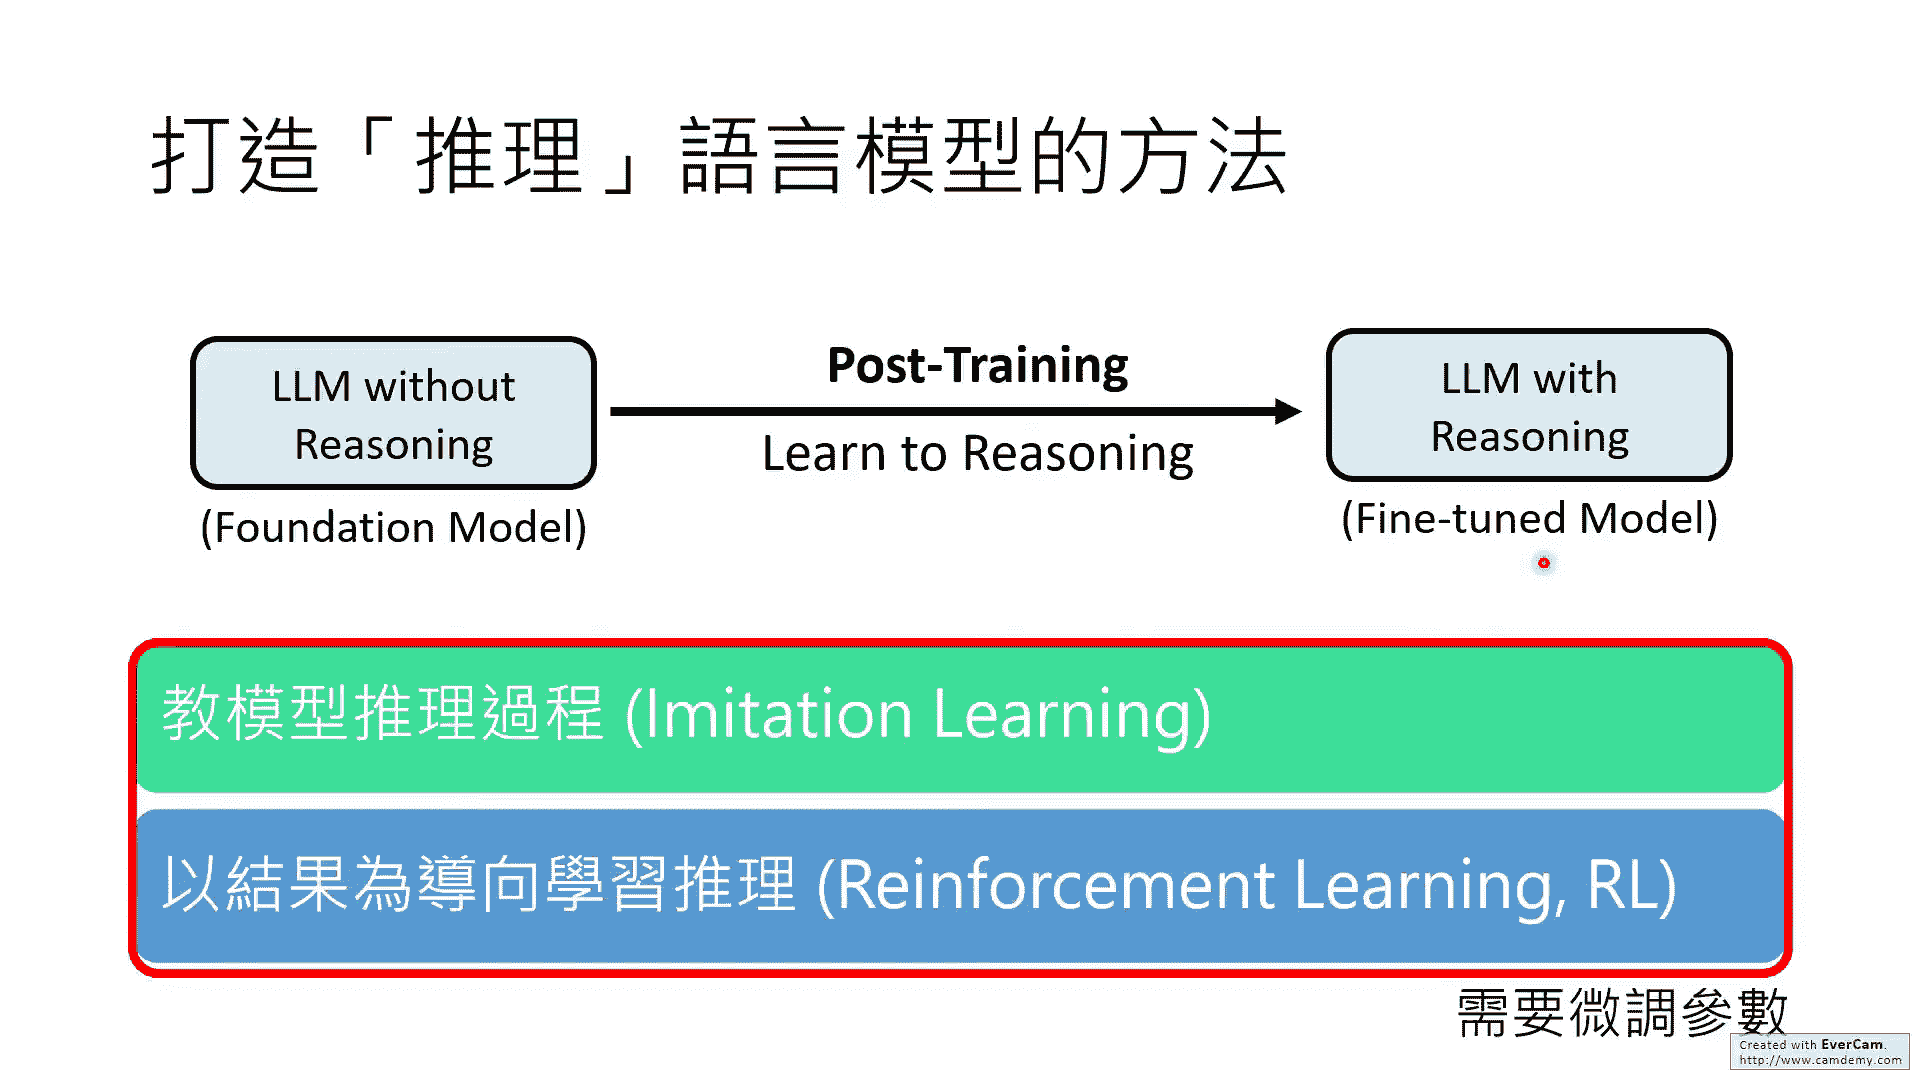 打造「推理」語言模型的方法
LLM without
Reasoning
(Foundation Model)
Post-Training
Learn to Reasoning
LLM with
Reasoning
(Fine-tuned Model)
教模型推理過程 (Imitation Learning)
以結果為導向學習推理 (Reinforcement Learning, RL)
需要微調參數
Created with EverCam.
http://www.camdemy.com